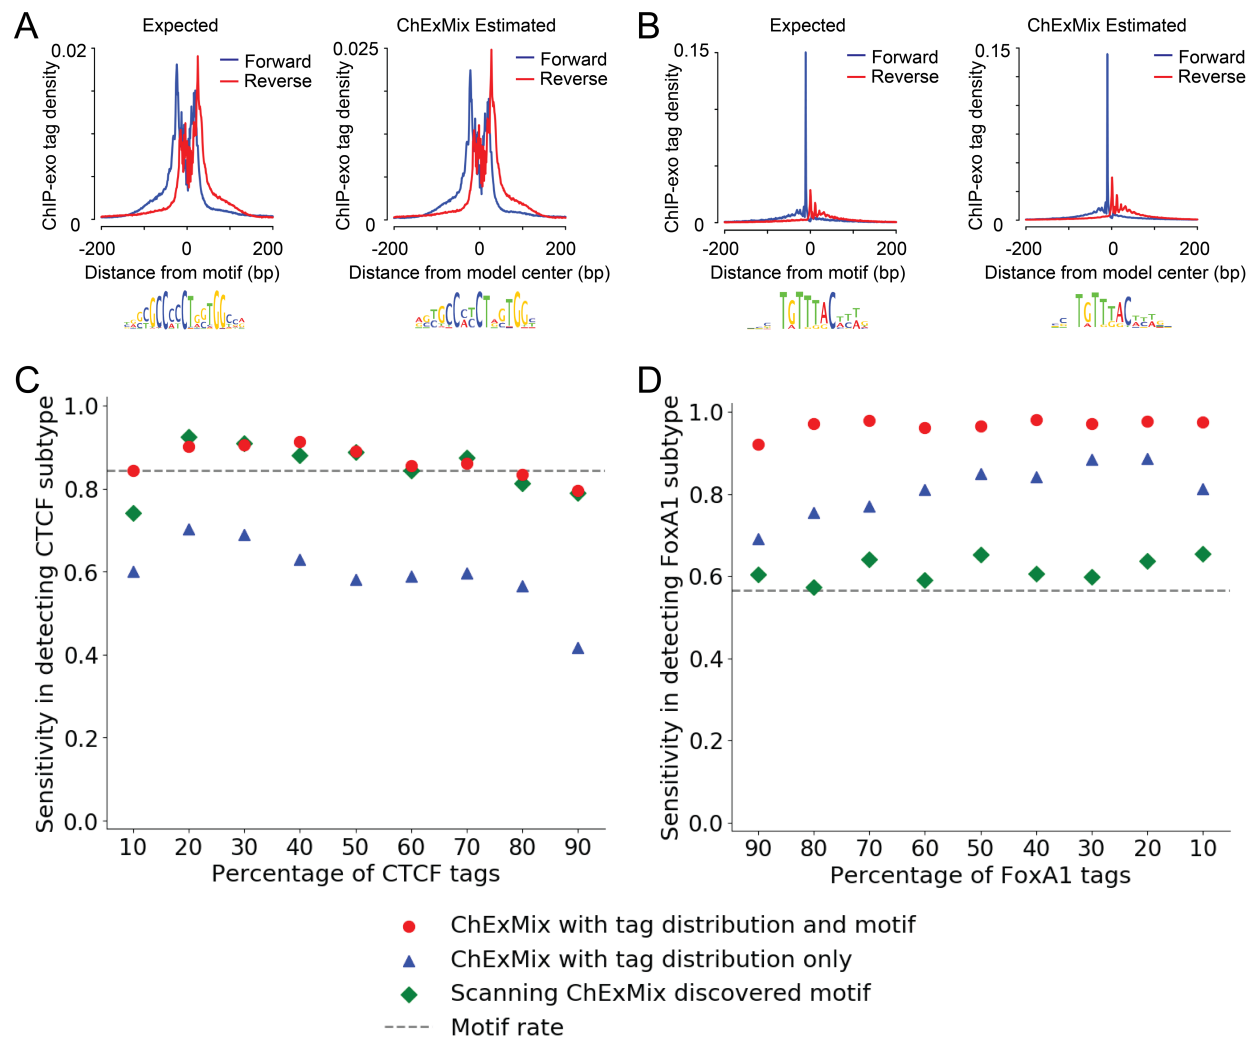 A
Expected
ChExMix Estimated
B
Expected
ChExMix Estimated
0.02
Forward
Reverse
ChIP-exo tag density
0
-200
0
200
Distance from motif (bp)
0.025
Forward
Reverse
ChIP-exo tag density
0
-200
0
200
Distance from model center (bp)
0.15
Forward
Reverse
ChIP-exo tag density
0
-200
0
200
Distance from motif (bp)
0.15
Forward
Reverse
ChIP-exo tag density
0
-200
0
200
Distance from model center (bp)
C
Sensitivity in detecting CTCF subtype
1.0
0.8
0.6
0.4
0.2
0.0
10 20 30 40 50 60 70 80 90
Percentage of CTCF tags
D
Sensitivity in detecting FoxA1 subtype
1.0
0.8
0.6
0.4
0.2
0.0
90 80 70 60 50 40 30 20 10
Percentage of FoxA1 tags
ChExMix with tag distribution and motif
ChExMix with tag distribution only
Scanning ChExMix discovered motif
Motif rate